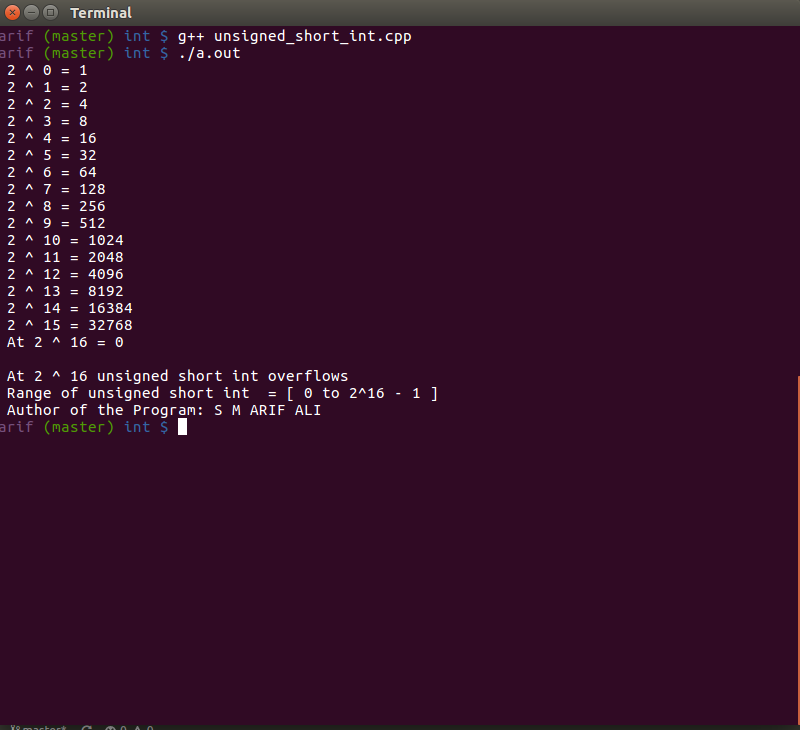 Terminal
arif (master) int $ g++ unsigned_short_int.cpp
arif (master) int $ ./a.out
2 ^ 0 = 1
2 ^ 1 = 2
2 ^ 2 = 4
2 ^ 3 = 8
2 ^ 4 = 16
2 ^ 5 = 32
2 ^ 6 = 64
2 ^ 7 = 128
2 ^ 8 = 256
2 ^ 9 = 512
2 ^ 10 = 1024
2 ^ 11 = 2048
2 ^ 12 = 4096
2 ^ 13 = 8192
2 ^ 14 = 16384
2 ^ 15 = 32768
At 2 ^ 16 = 0
At 2 ^ 16 unsigned short int overflows
Range of unsigned short int  = [ 0 to 2^16 - 1 ]
Author of the Program: S M ARIF ALI
arif (master) int $